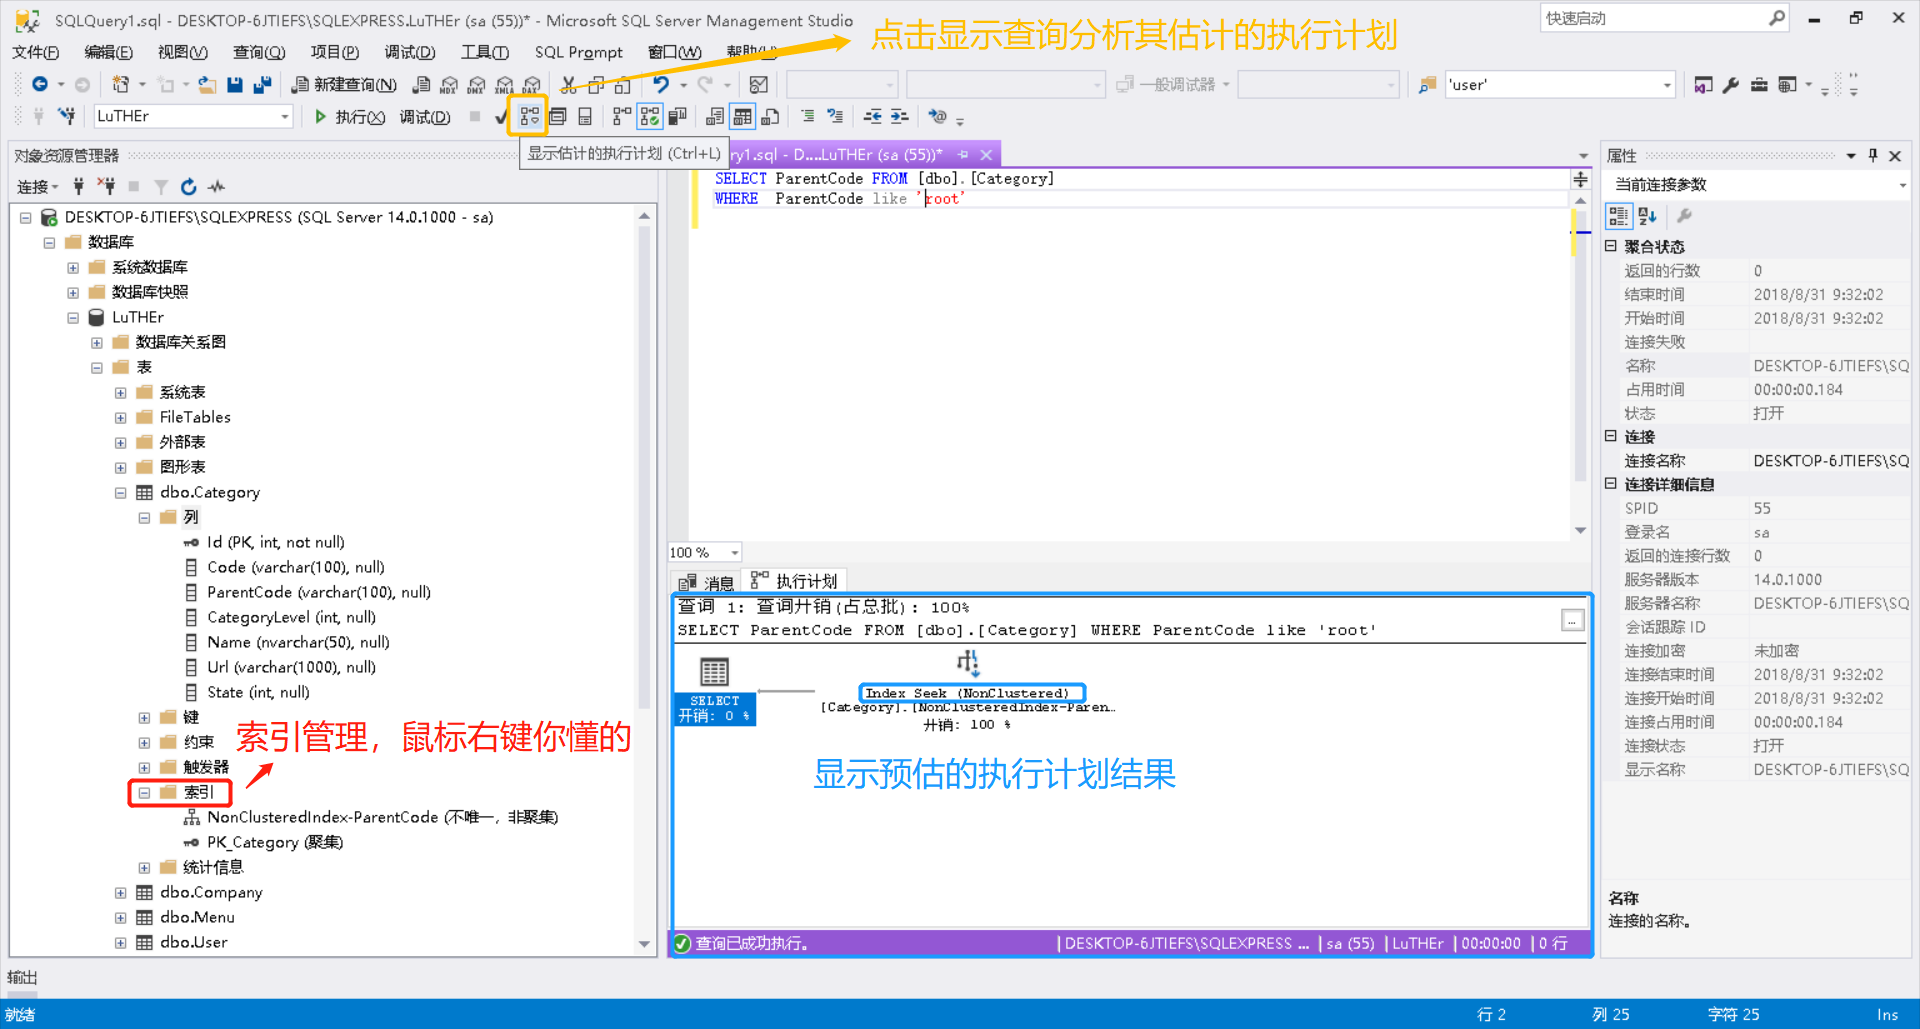 SQLQuery1.sql - DESKTOP-6JTIEFS\SQLEXPRESS.LuTHEr (sa (55))* - Microsoft SQL Server Management Studio
快速启动
点击显示查询分析其估计的执行计划
文件(F) 编辑(E) 视图(V) 查询(Q) 项目(P) 调试(D) 工具(T) SQL Prompt 窗口(W) 帮助(H)
新建查询(N) MDX DMX XMLA DAX 一般调试器 'user'
LuTHEr 执行(X) 调试(D)
显示估计的执行计划 (Ctrl+L)
ry1.sql - D....LuTHEr (sa (55))*
对象资源管理器
连接
DESKTOP-6JTIEFS\SQLEXPRESS (SQL Server 14.0.1000 - sa)
数据库
系统数据库
数据库快照
LuTHEr
数据库关系图
表
系统表
FileTables
外部表
图形表
dbo.Category
列
Id (PK, int, not null)
Code (varchar(100), null)
ParentCode (varchar(100), null)
CategoryLevel (int, null)
Name (nvarchar(50), null)
Url (varchar(1000), null)
State (int, null)
键
约束
触发器
索引
索引管理，鼠标右键你懂的
NonClusteredIndex-ParentCode (不唯一，非聚集)
PK_Category (聚集)
统计信息
dbo.Company
dbo.Menu
dbo.User
SELECT ParentCode FROM [dbo].[Category]
WHERE ParentCode like 'root'
100 %
消息 执行计划
查询 1: 查询开销(占总批): 100%
SELECT ParentCode FROM [dbo].[Category] WHERE ParentCode like 'root'
...
SELECT
开销: 0 %
Index Seek (NonClustered)
[Category].[NonClusteredIndex-Paren…
开销: 100 %
显示预估的执行计划结果
查询已成功执行。 DESKTOP-6JTIEFS\SQLEXPRESS ... sa (55) LuTHEr 00:00:00 0 行
属性
当前连接参数
聚合状态
返回的行数 0
结束时间 2018/8/31 9:32:02
开始时间 2018/8/31 9:32:02
连接失败
名称 DESKTOP-6JTIEFS\SQ
占用时间 00:00:00.184
状态 打开
连接
连接名称 DESKTOP-6JTIEFS\SQ
连接详细信息
SPID 55
登录名 sa
返回的连接行数 0
服务器版本 14.0.1000
服务器名称 DESKTOP-6JTIEFS\SQ
会话跟踪 ID
连接加密 未加密
连接结束时间 2018/8/31 9:32:02
连接开始时间 2018/8/31 9:32:02
连接占用时间 00:00:00.184
连接状态 打开
显示名称 DESKTOP-6JTIEFS\SQ
名称
连接的名称。
输出
就绪 行 2 列 25 字符 25 Ins